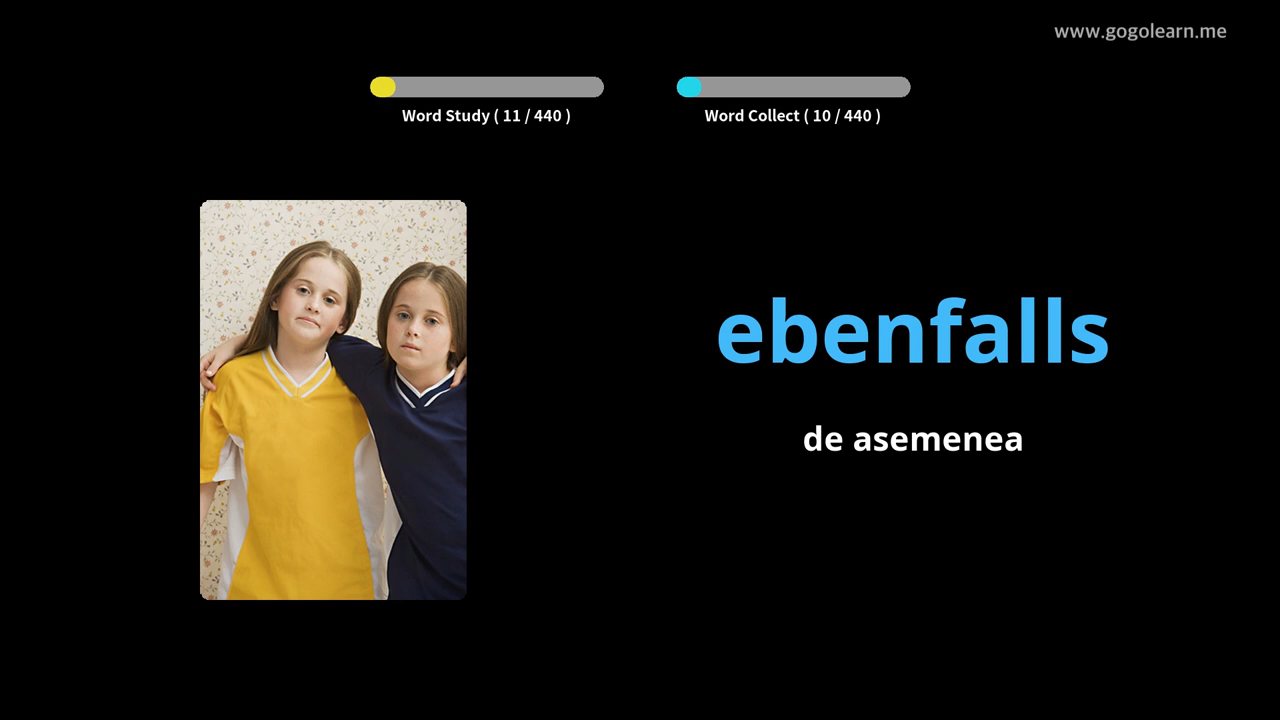 www.gogolearn.me
Word Study ( 11 / 440 )
Word Collect ( 10 / 440 )
ebenfalls
de asemenea